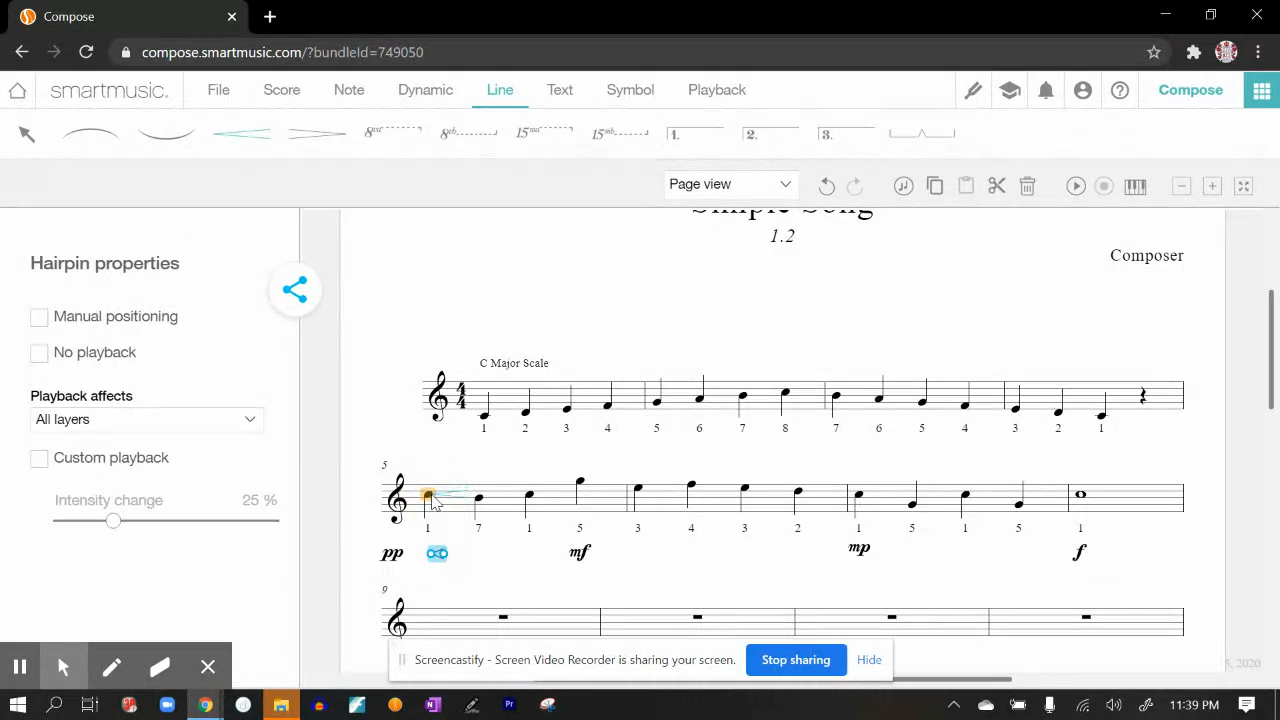 Compose
compose.smartmusic.com/?bundleId=749050
smartmusic. File Score Note Dynamic Line Text Symbol Playback Compose
8va 8vb 15ma 15mb 1. 2. 3.
Page view
Simple Song
1.2
Composer
Hairpin properties
Manual positioning
No playback
Playback affects
All layers
Custom playback
Intensity change 25 %
C Major Scale
1 2 3 4 5 6 7 8 7 6 5 4 3 2 1
5
1 7 1 5 3 4 3 2 1 5 1 5 1
pp mf mp f
9
Screencastify - Screen Video Recorder is sharing your screen. Stop sharing Hide
5, 2020
11:39 PM